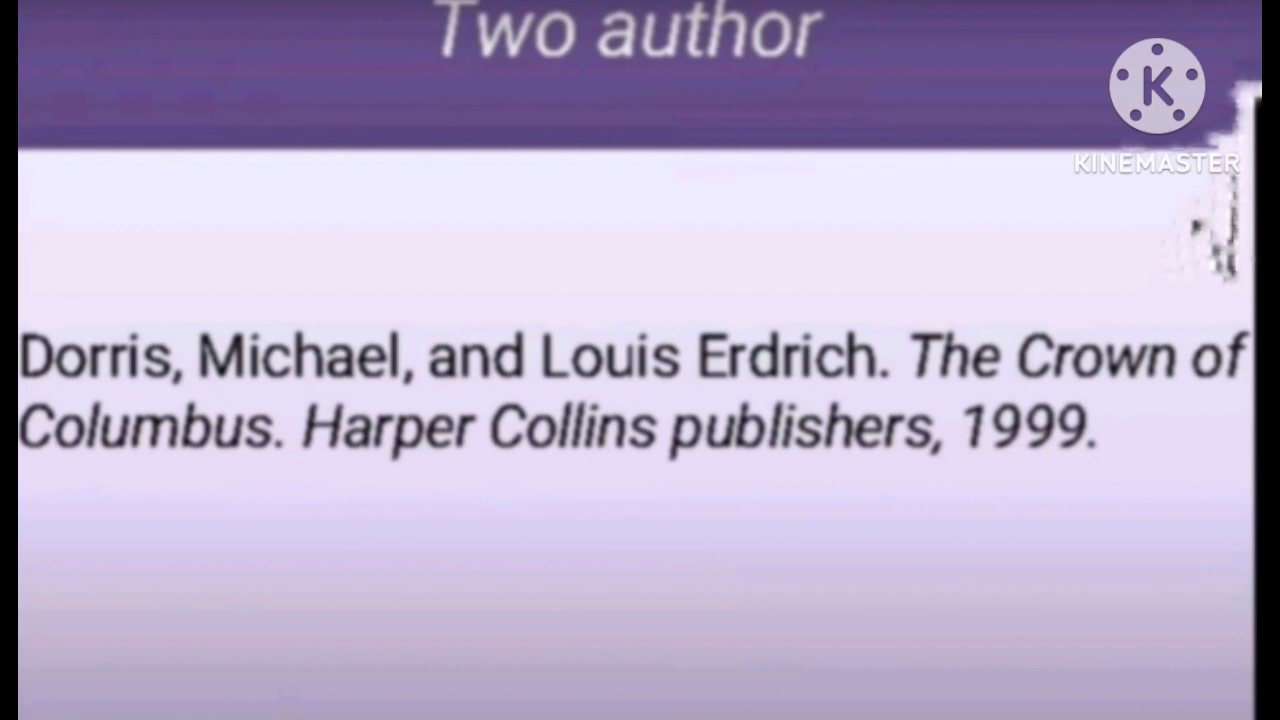 Two author
K
KINEMASTER
Dorris, Michael, and Louis Erdrich. The Crown of
Columbus. Harper Collins publishers, 1999.